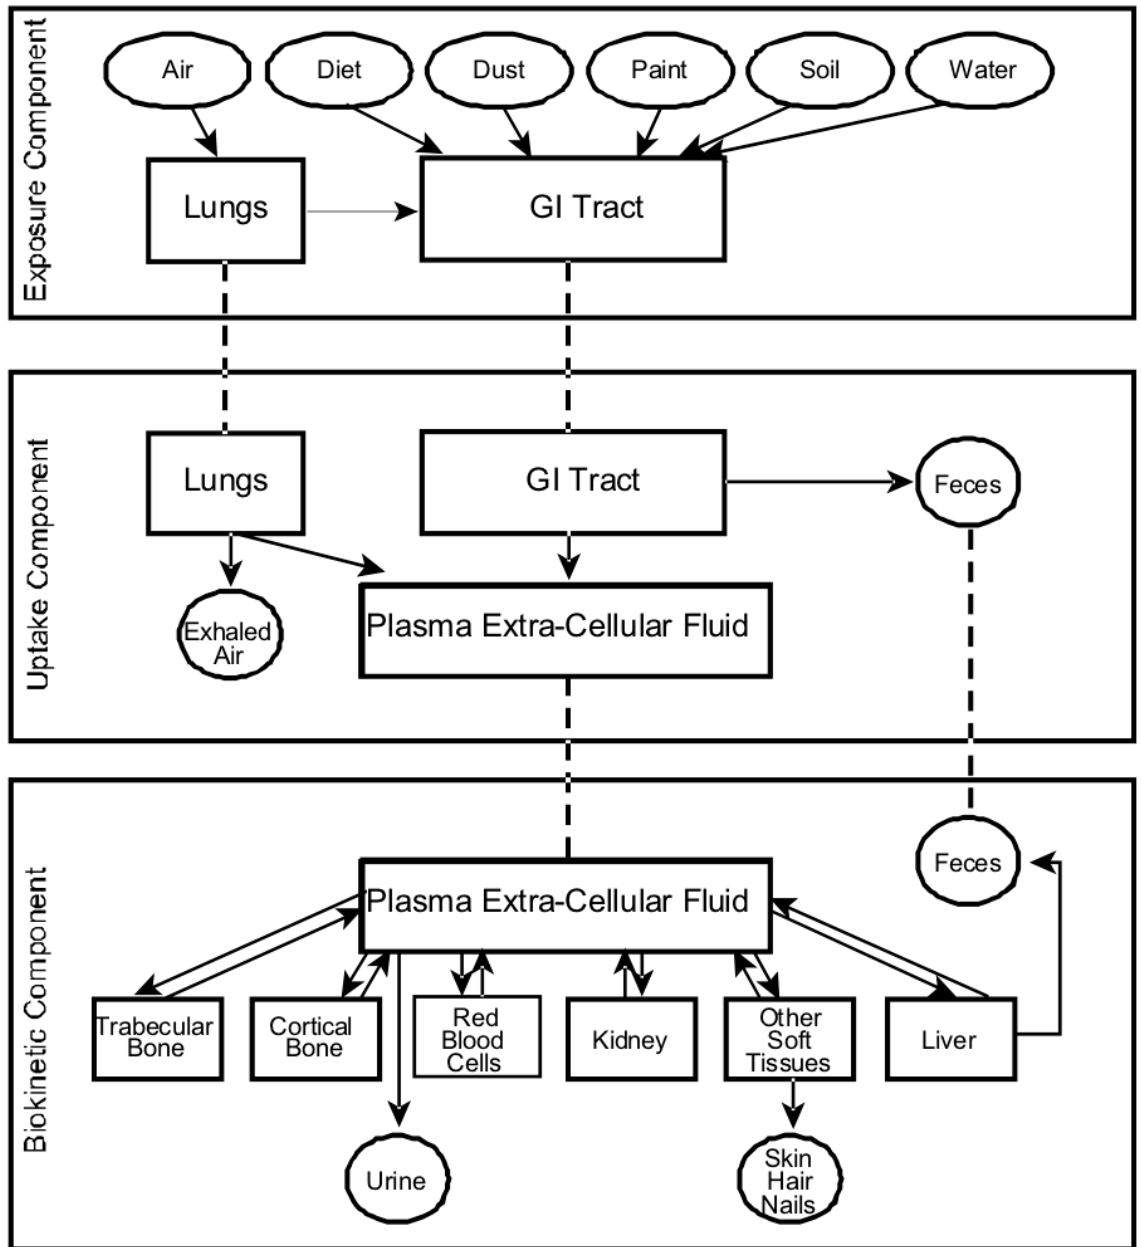 Exposure Component
Air
Diet
Dust
Paint
Soil
Water
Lungs
GI Tract
Uptake Component
Lungs
GI Tract
Feces
Exhaled
Air
Plasma Extra-Cellular Fluid
Biokinetic Component
Feces
Plasma Extra-Cellular Fluid
Trabecular
Bone
Cortical
Bone
Red
Blood
Cells
Kidney
Other
Soft
Tissues
Liver
Urine
Skin
Hair
Nails